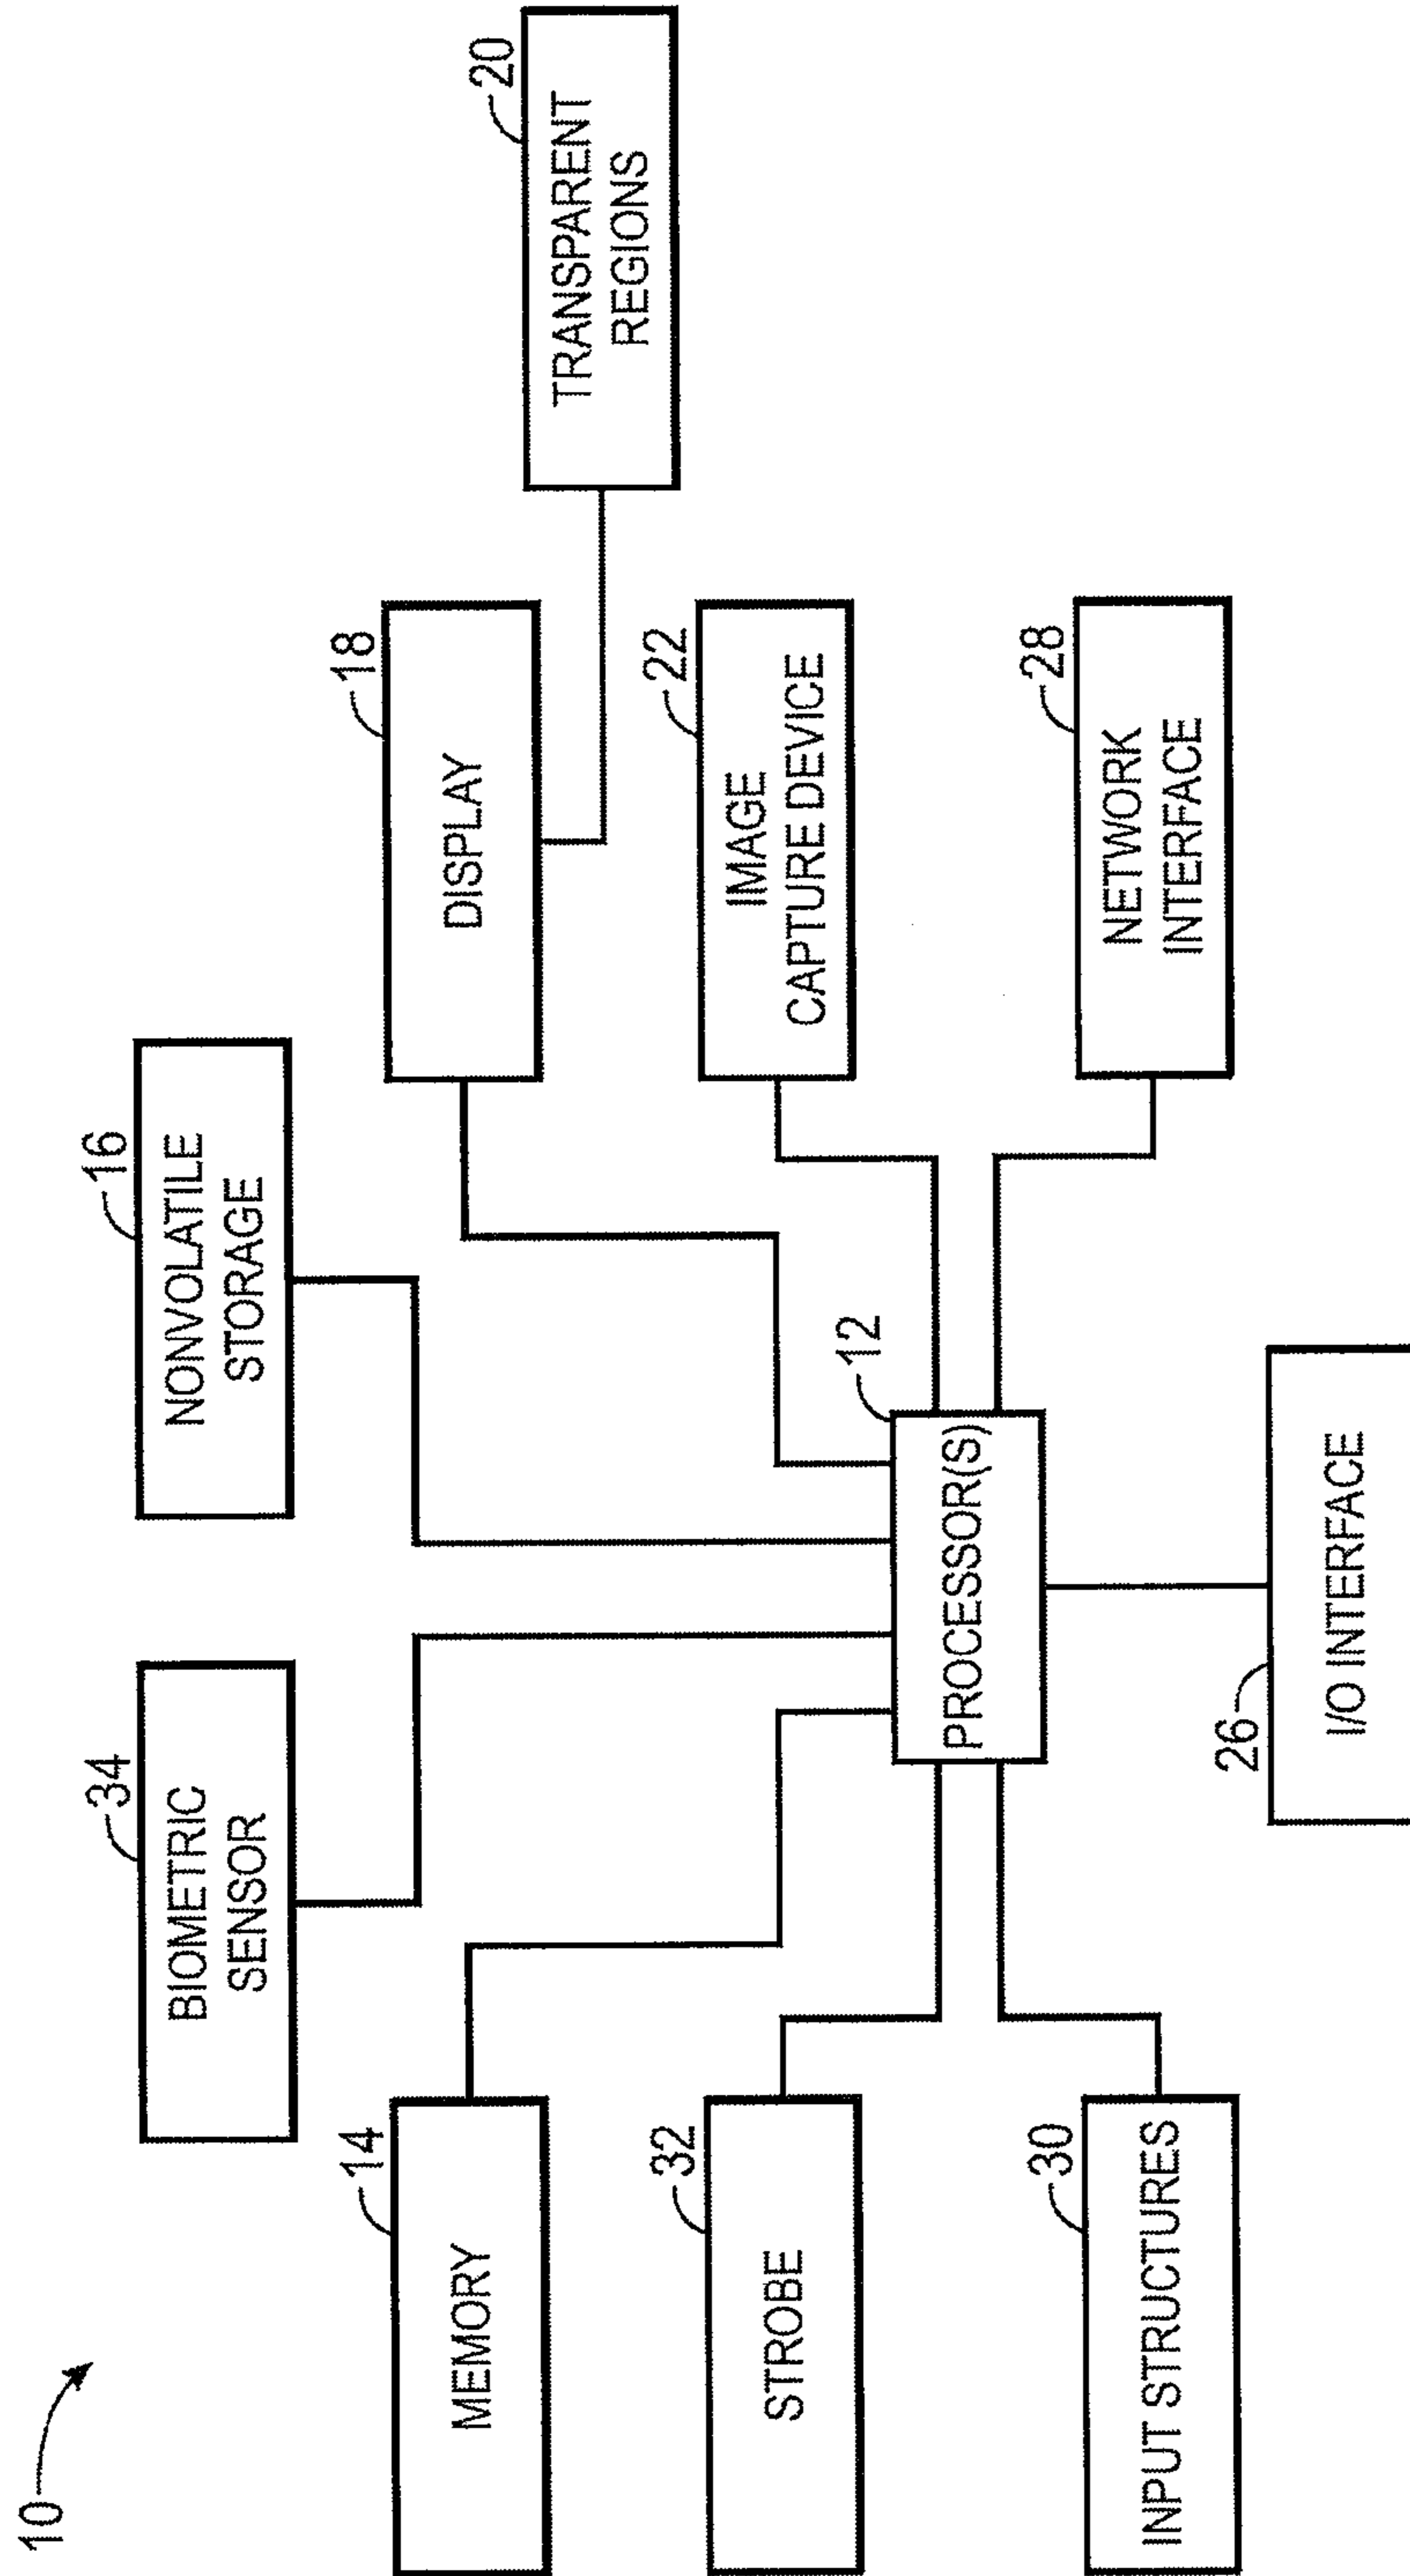 10
34
BIOMETRIC
SENSOR
16
NONVOLATILE
STORAGE
14
MEMORY
18
DISPLAY
20
TRANSPARENT
REGIONS
32
STROBE
12
PROCESSOR(S)
22
IMAGE
CAPTURE DEVICE
30
INPUT STRUCTURES
26
I/O INTERFACE
28
NETWORK
INTERFACE